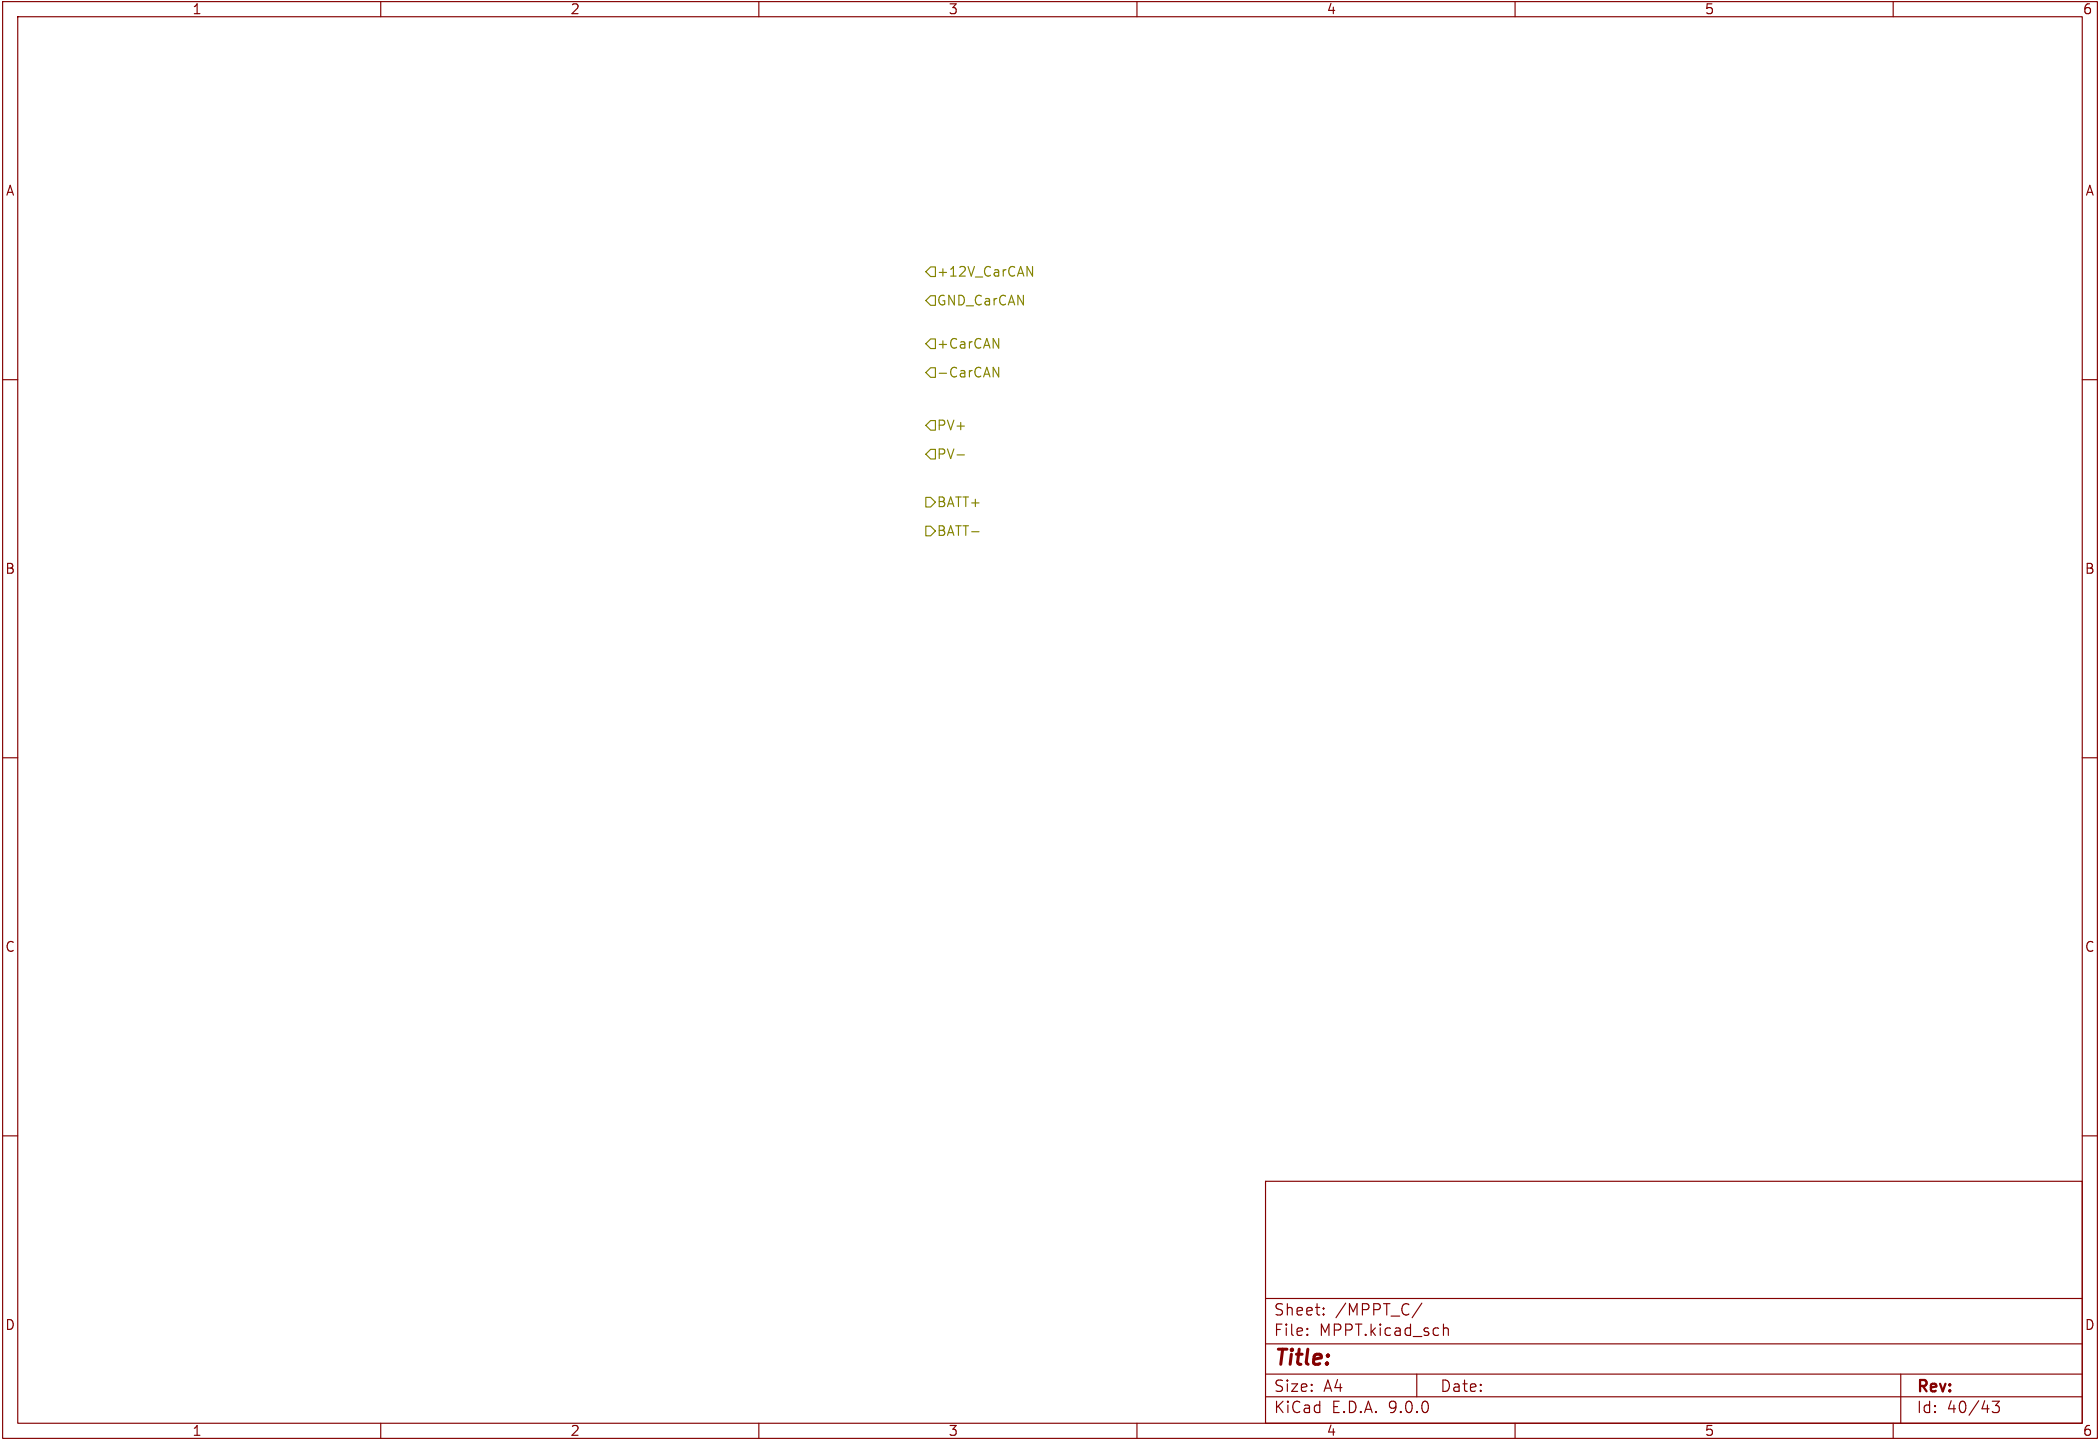 1 2 3 4 5 6
A A
+12V_CarCAN
GND_CarCAN
+CarCAN
-CarCAN
PV+
PV-
BATT+
BATT-
B B
C C
Sheet: /MPPT_C/
D D
File: MPPT.kicad_sch
Title:
Size: A4 Date: Rev:
KiCad E.D.A. 9.0.0 Id: 40/43
1 2 3 4 5 6